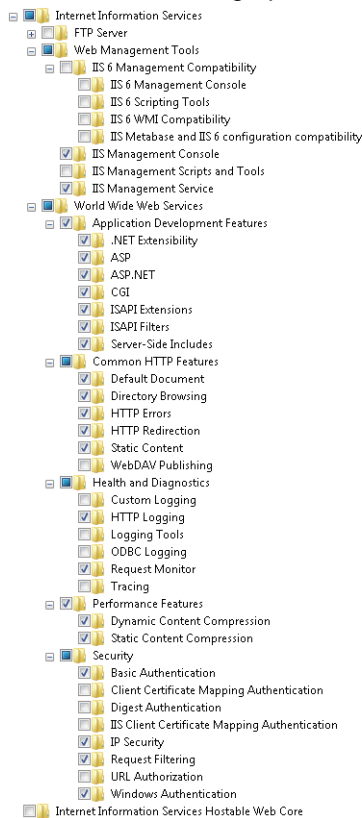 Internet Information Services
FTP Server
Web Management Tools
IIS 6 Management Compatibility
IIS 6 Management Console
IIS 6 Scripting Tools
IIS 6 WMI Compatibility
IIS Metabase and IIS 6 configuration compatibility
IIS Management Console
IIS Management Scripts and Tools
IIS Management Service
World Wide Web Services
Application Development Features
.NET Extensibility
ASP
ASP.NET
CGI
ISAPI Extensions
ISAPI Filters
Server-Side Includes
Common HTTP Features
Default Document
Directory Browsing
HTTP Errors
HTTP Redirection
Static Content
WebDAV Publishing
Health and Diagnostics
Custom Logging
HTTP Logging
Logging Tools
ODBC Logging
Request Monitor
Tracing
Performance Features
Dynamic Content Compression
Static Content Compression
Security
Basic Authentication
Client Certificate Mapping Authentication
Digest Authentication
IIS Client Certificate Mapping Authentication
IP Security
Request Filtering
URL Authorization
Windows Authentication
Internet Information Services Hostable Web Core